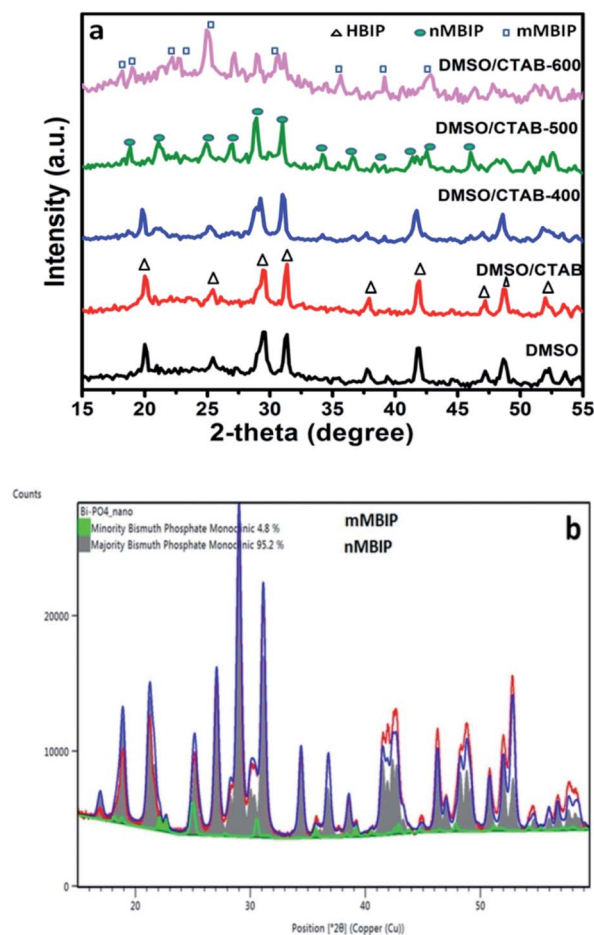 a
HBIP nMBIP mMBIP
DMSO/CTAB-600
DMSO/CTAB-500
DMSO/CTAB-400
DMSO/CTAB
DMSO
Intensity (a.u.)
15 20 25 30 35 40 45 50 55
2-theta (degree)
Counts
Bi-PO4_nano
Minority Bismuth Phosphate Monoclinic 4.8 %
Majority Bismuth Phosphate Monoclinic 95.2 %
mMBIP
nMBIP
b
20000
10000
0
20 30 40 50
Position [°2θ] (Copper (Cu))